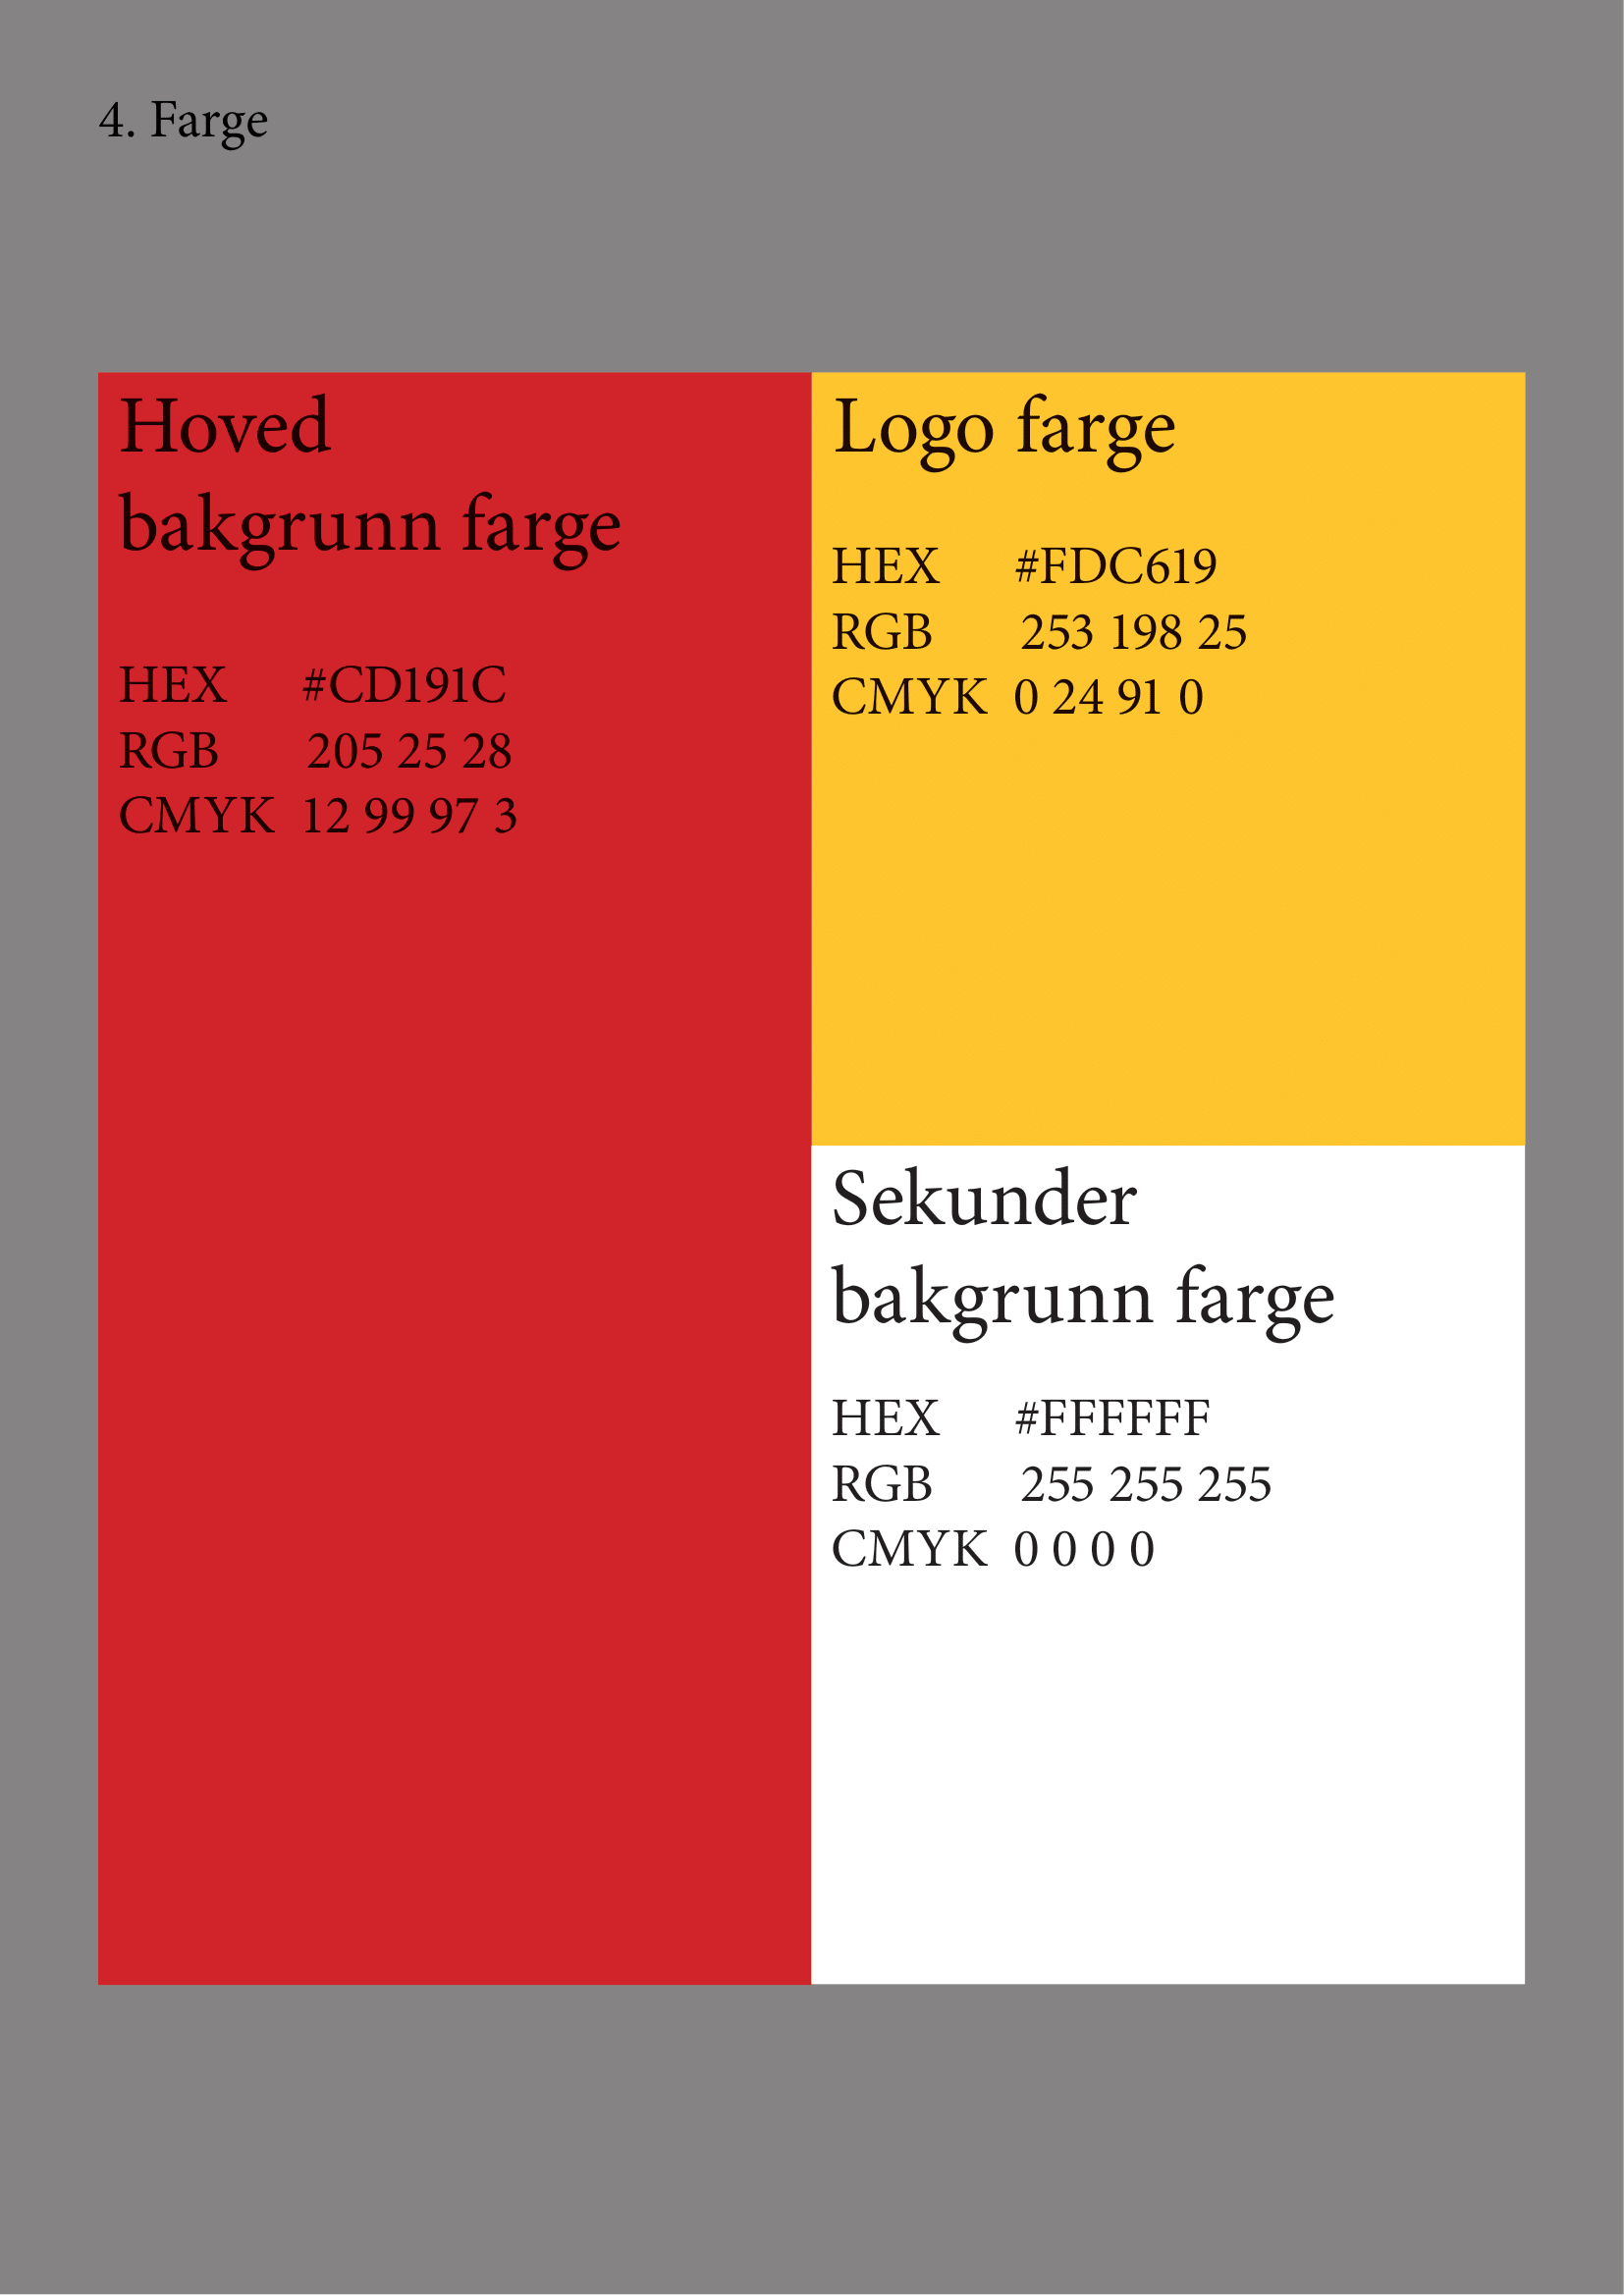 4. Farge
Hoved
bakgrunn farge
HEX #CD191C
RGB 205 25 28
CMYK 12 99 97 3
Logo farge
HEX #FDC619
RGB 253 198 25
CMYK 0 24 91 0
Sekunder
bakgrunn farge
HEX #FFFFFF
RGB 255 255 255
CMYK 0 0 0 0